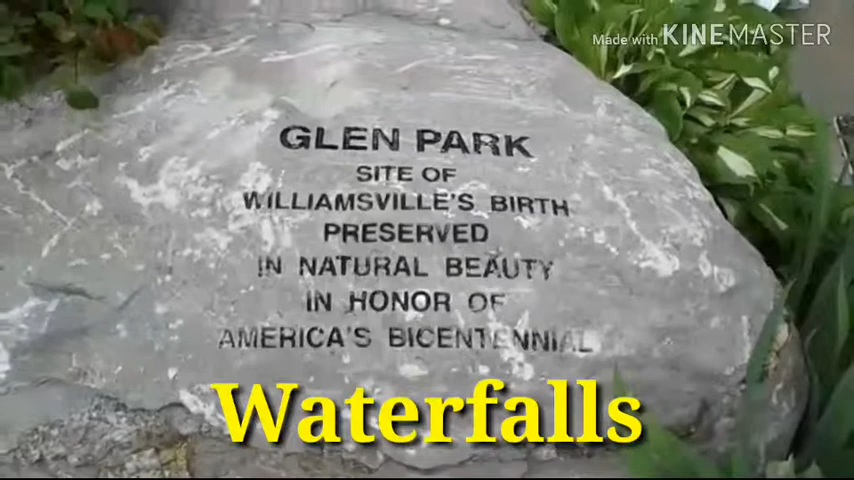 Made with KINEMASTER
GLEN PARK
SITE OF
WILLIAMSVILLE'S BIRTH
PRESERVED
IN NATURAL BEAUTY
IN HONOR OF
AMERICA'S BICENTENNIAL
Waterfalls